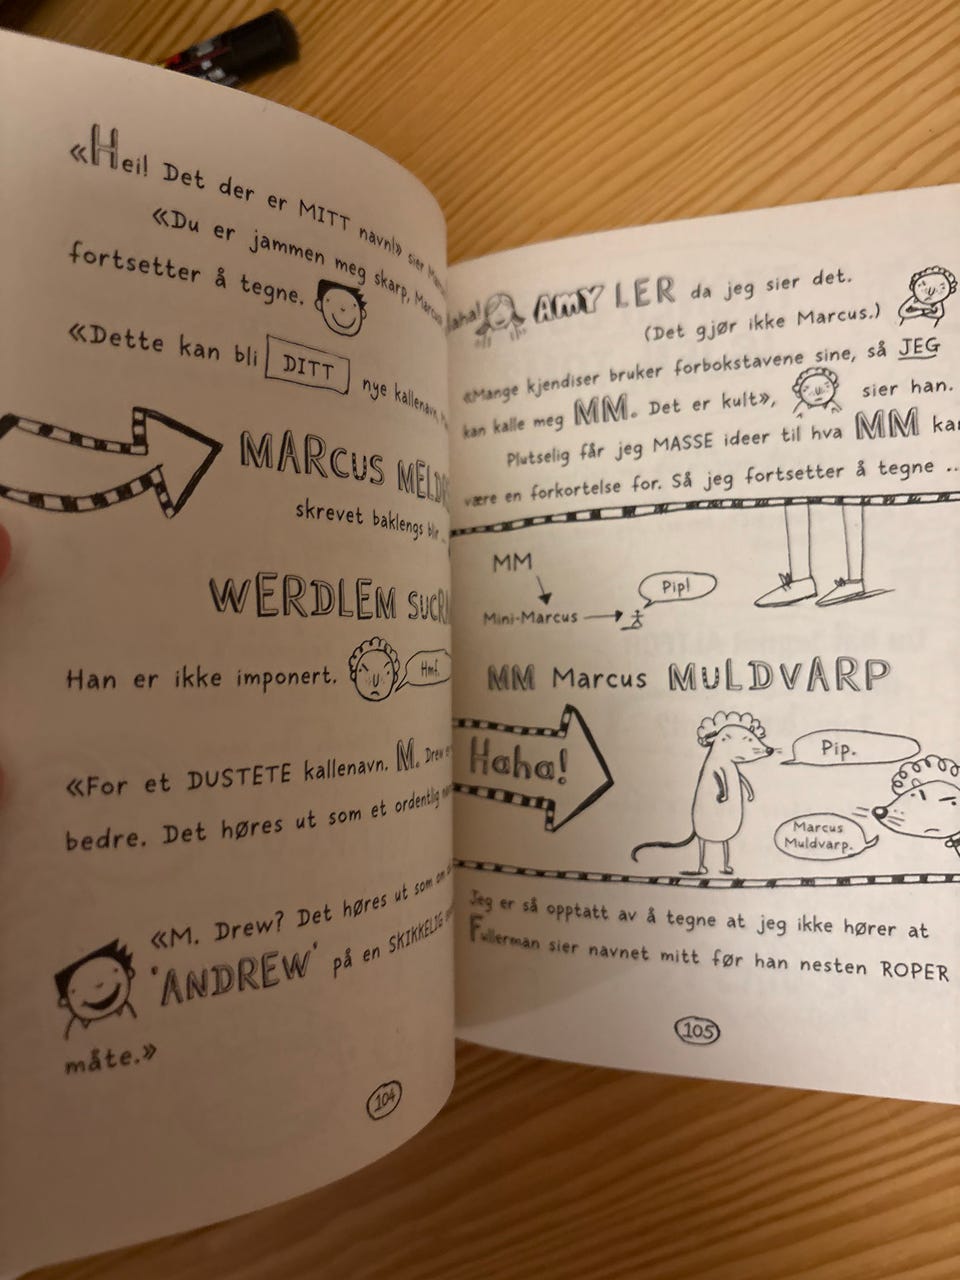 «Hei! Det der er MITT navn!» sier
«Du er jammen meg skarp, Marcus
fortsetter å tegne.
«Dette kan bli DITT nye kallenavn,
MARCUS
skrevet baklengs blir ...
WERDLEM
Han er ikke imponert.
Hmf.
«For et DUSTETE kallenavn. M. Drew
bedre. Det høres ut som et ordentlig
«M. Drew? Det høres ut som
'ANDREW' på en SKIKKELIG
måte.»
104
AMY LER da jeg sier det.
(Det gjør ikke Marcus.)
«Mange kjendiser bruker forbokstavene sine, så JEG
kan kalle meg MM. Det er kult», sier han.
Plutselig får jeg MASSE ideer til hva MM kan
være en forkortelse for. Så jeg fortsetter å tegne ...
MM
Pip!
Mini-Marcus
MM Marcus MULDVARP
Haha!
Pip.
Marcus
Muldvarp.
Jeg er så opptatt av å tegne at jeg ikke hører at
Fullerman sier navnet mitt før han nesten ROPER
105